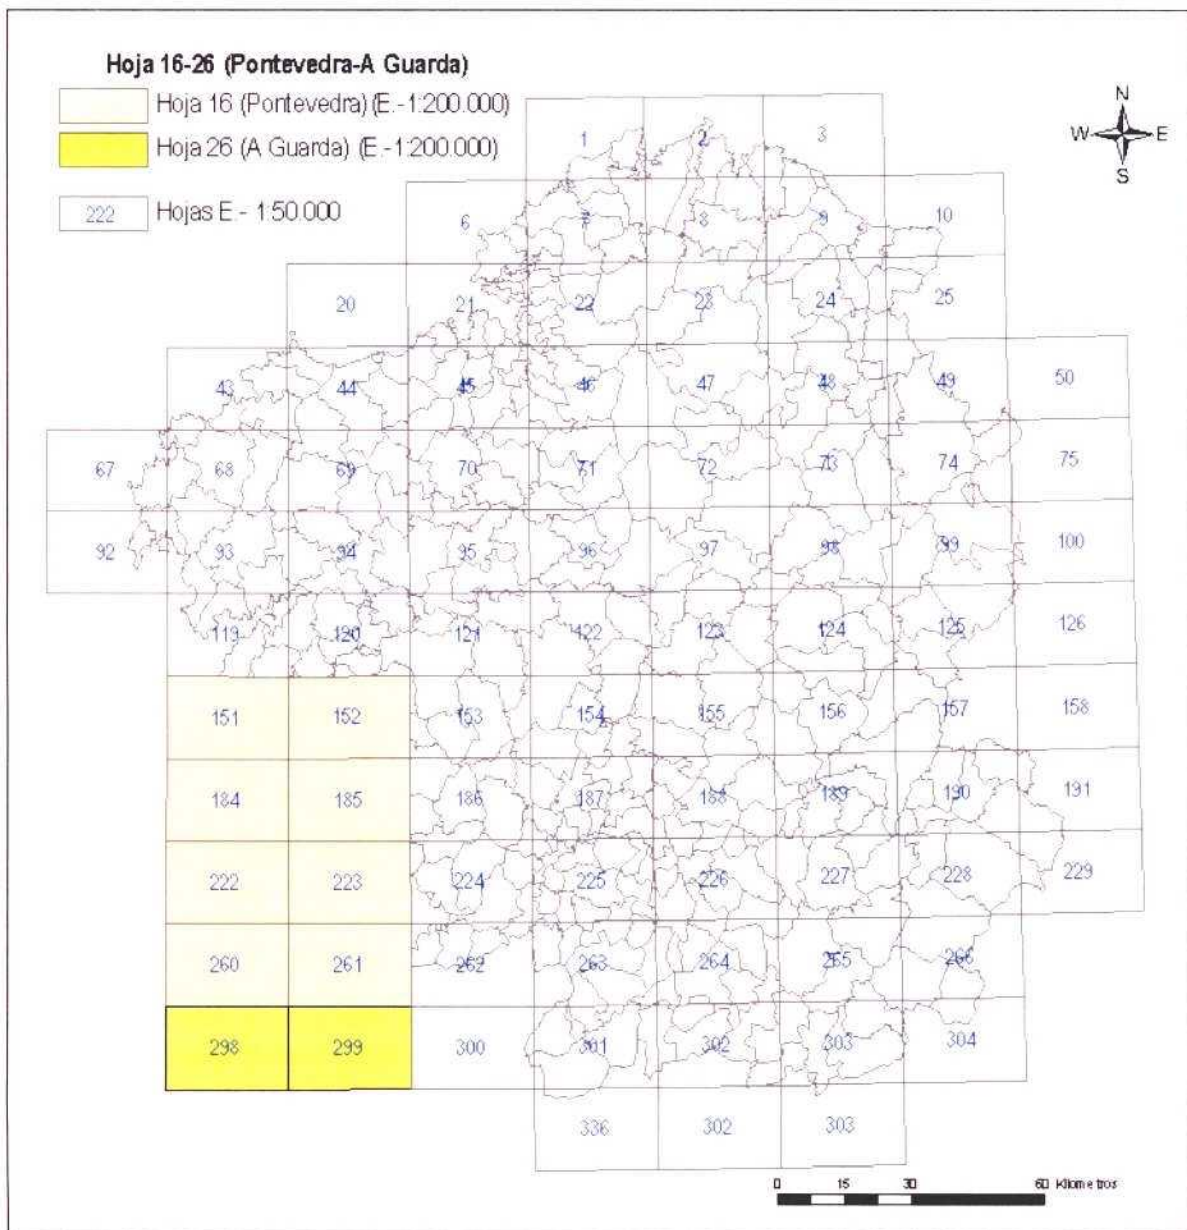 Hoja 16-26 (Pontevedra-A Guarda)
Hoja 16 (Pontevedra) (E.-1:200.000)
Hoja 26 (A Guarda) (E.-1:200.000)
222 Hojas E - 1:50.000
N
W E
S
1 2 3
6 7 8 9 10
20 21 22 23 24 25
43 44 45 46 47 48 49 50
67 68 69 70 71 72 73 74 75
92 93 94 95 96 97 98 99 100
119 120 121 122 123 124 125 126
151 152 153 154 155 156 157 158
184 185 186 187 188 189 190 191
222 223 224 225 226 227 228 229
260 261 262 263 264 265 266
298 299 300 301 302 303 304
336 302 303
0 15 30 60 Kilometros